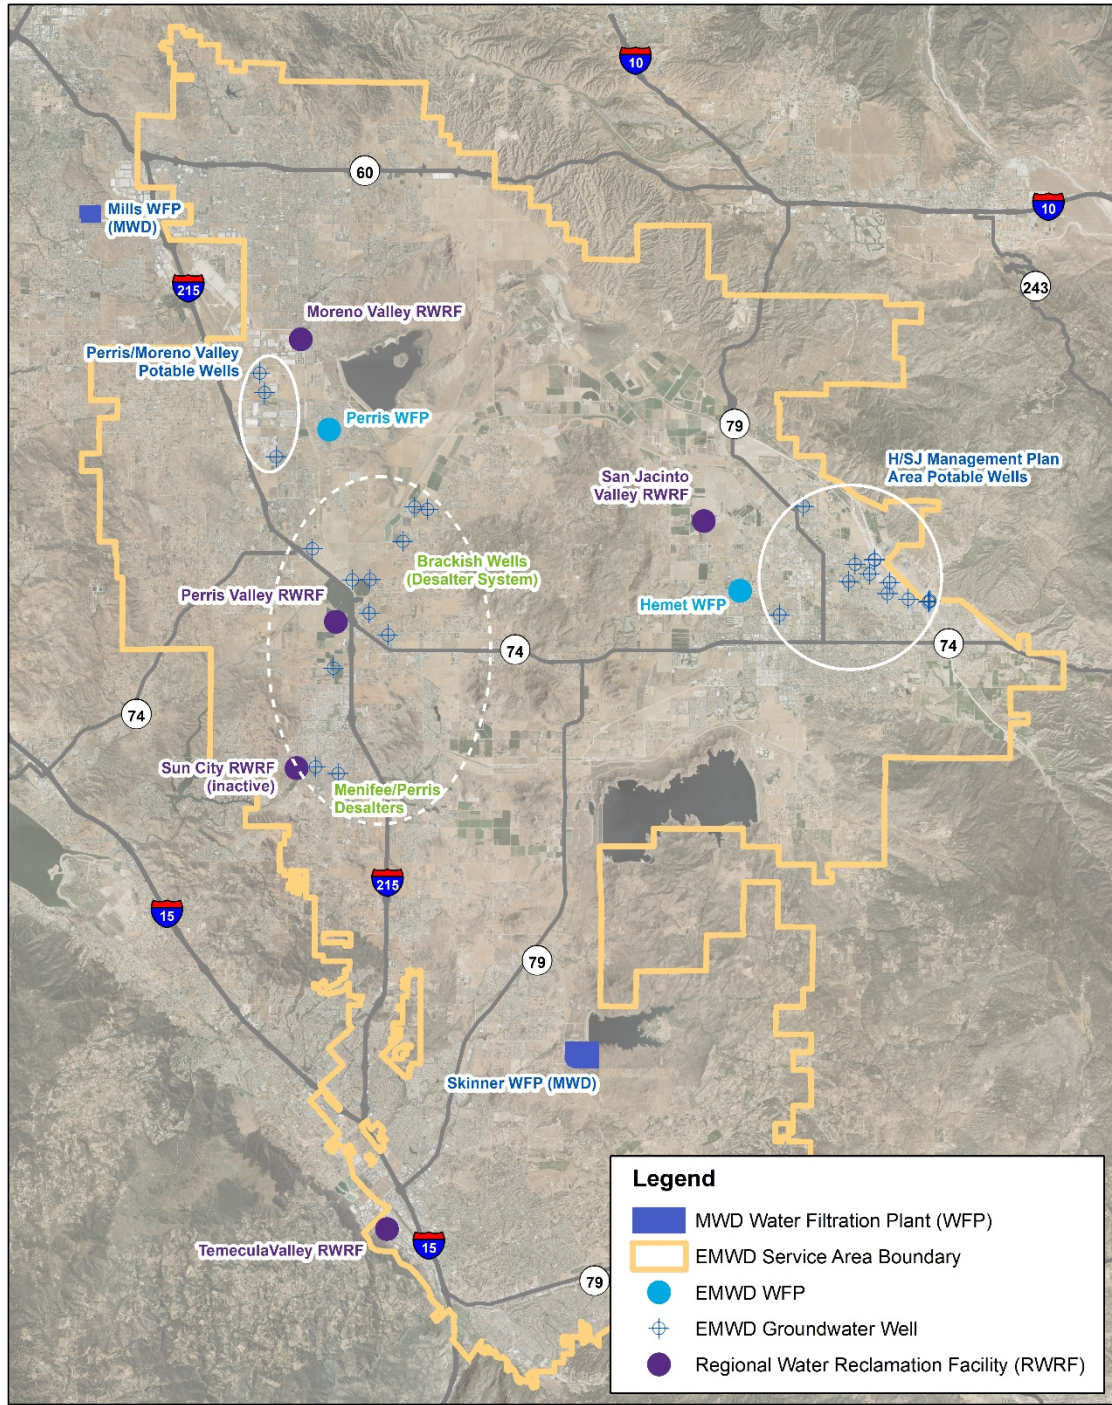 10
60
10
Mills WFP
(MWD)
215
243
Moreno Valley RWRF
Perris/Moreno Valley
Potable Wells
Perris WFP
79
H/SJ Management Plan
Area Potable Wells
San Jacinto
Valley RWRF
Brackish Wells
(Desalter System)
Hemet WFP
Perris Valley RWRF
74
74
74
Sun City RWRF
(inactive)
Menifee/Perris
Desalters
215
15
79
Skinner WFP (MWD)
TemeculaValley RWRF
15
79
Legend
MWD Water Filtration Plant (WFP)
EMWD Service Area Boundary
EMWD WFP
EMWD Groundwater Well
Regional Water Reclamation Facility (RWRF)